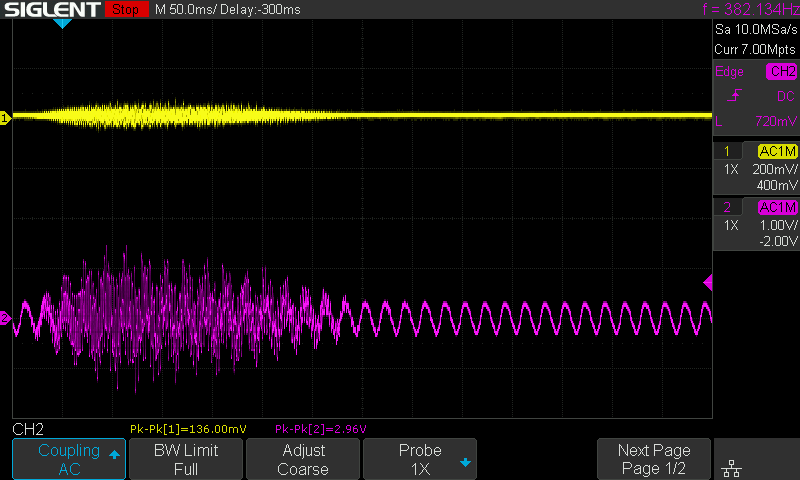 SIGLENT Stop M 50.0ms/ Delay:-300ms f = 382.134Hz
Sa 10.0MSa/s
Curr 7.00Mpts
Edge CH2
DC
L 720mV
1 AC1M
1X 200mV/
400mV
2 AC1M
1X 1.00V/
-2.00V
1
2
CH2 Pk-Pk[1]=136.00mV Pk-Pk[2]=2.96V
Coupling
AC
BW Limit
Full
Adjust
Coarse
Probe
1X
Next Page
Page 1/2